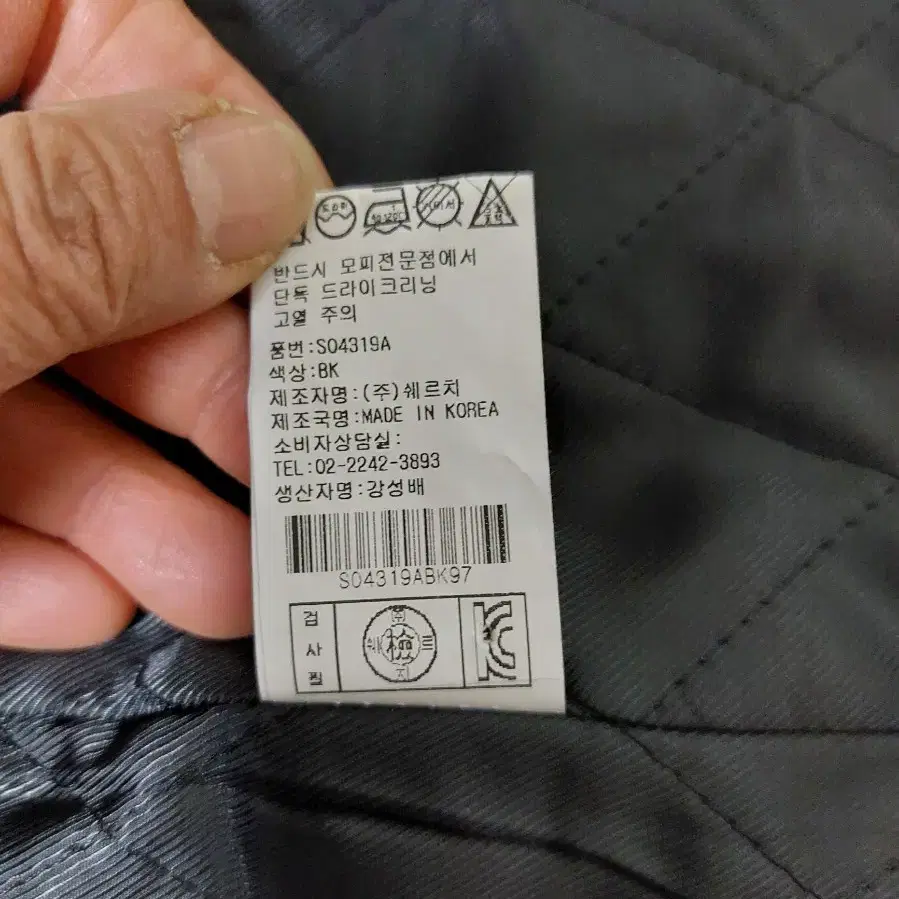 반드시 모피전문점에서
단독 드라이크리닝
고열 주의
품번:S04319A
색상:BK
제조자명:(주)쉐르치
제조국명:MADE IN KOREA
소비자상담실:
TEL:02-2242-3893
생산자명:강성배
S04319ABK97
검사필
檢
KC